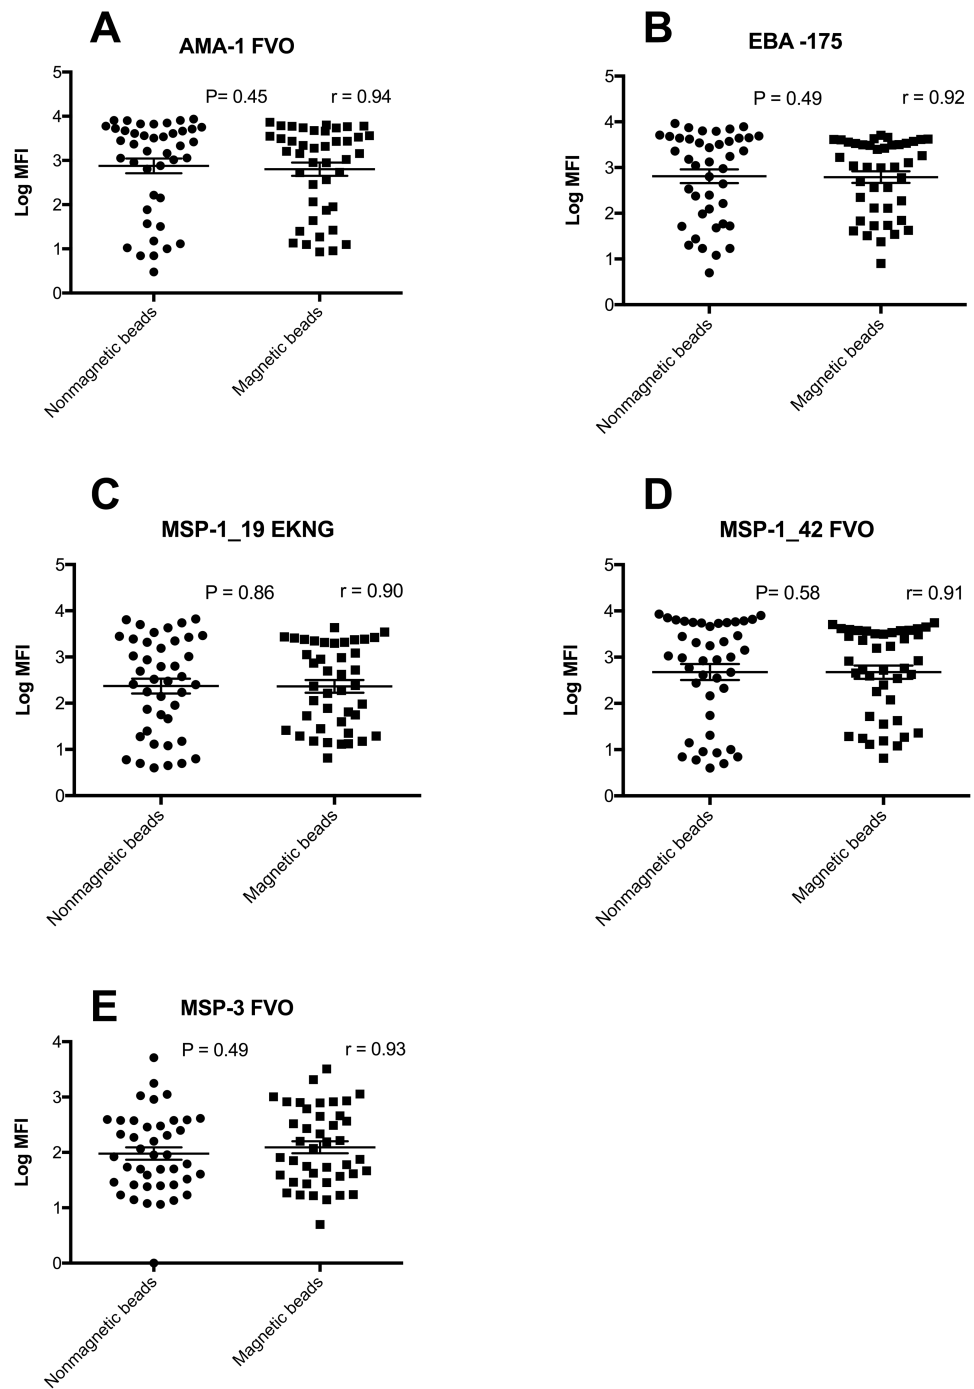 A
AMA-1 FVO
P= 0.45
r = 0.94
5
4
3
2
1
0
Log MFI
Nonmagnetic beads
Magnetic beads
B
EBA -175
P = 0.49
r = 0.92
5
4
3
2
1
0
Log MFI
Nonmagnetic beads
Magnetic beads
C
MSP-1_19 EKNG
P = 0.86
r = 0.90
5
4
3
2
1
0
Log MFI
Nonmagnetic beads
Magnetic beads
D
MSP-1_42 FVO
P= 0.58
r= 0.91
5
4
3
2
1
0
Log MFI
Nonmagnetic beads
Magnetic beads
E
MSP-3 FVO
P = 0.49
r = 0.93
4
3
2
1
0
Log MFI
Nonmagnetic beads
Magnetic beads